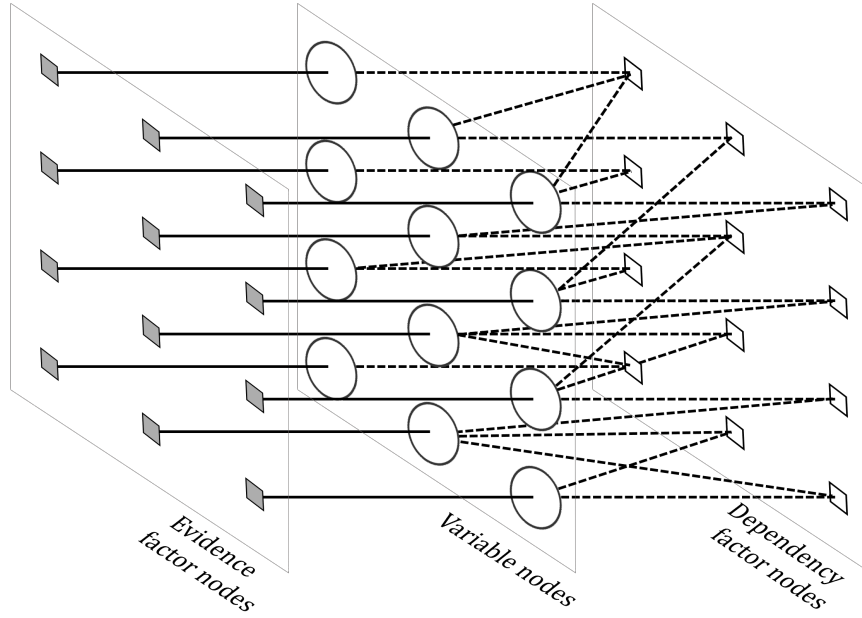 Evidence
factor nodes
Variable nodes
Dependency
factor nodes